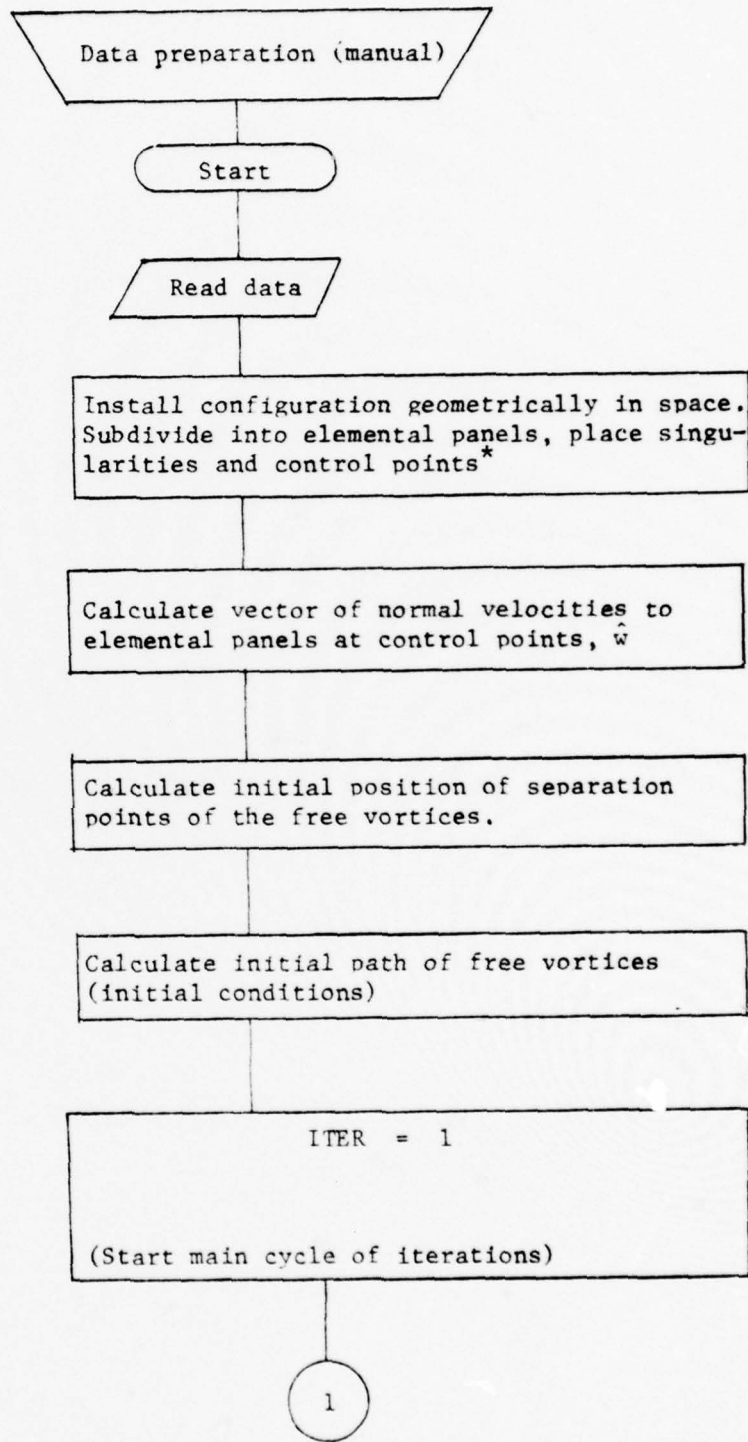 Data preparation (manual)
Start
Read data
Install configuration geometrically in space.
Subdivide into elemental panels, place singu-
larities and control points*
Calculate vector of normal velocities to
elemental panels at control points, ŵ
Calculate initial position of separation
points of the free vortices.
Calculate initial path of free vortices
(initial conditions)
ITER = 1
(Start main cycle of iterations)
1